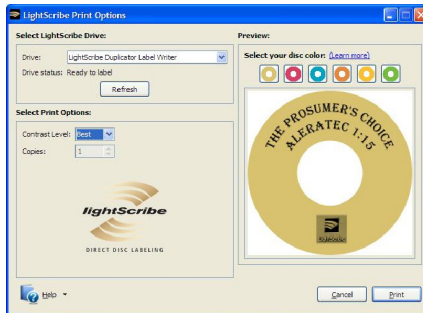 LightScribe Print Options
Select LightScribe Drive:
Drive: LightScribe Duplicator Label Writer
Drive status: Ready to label
Refresh
Select Print Options:
Contrast Level: Best
Copies: 1
lightScribe
DIRECT DISC LABELING
Preview:
Select your disc color: (Learn more)
THE PROSUMER'S CHOICE
ALERATEC 1:15
Help
Cancel
Print